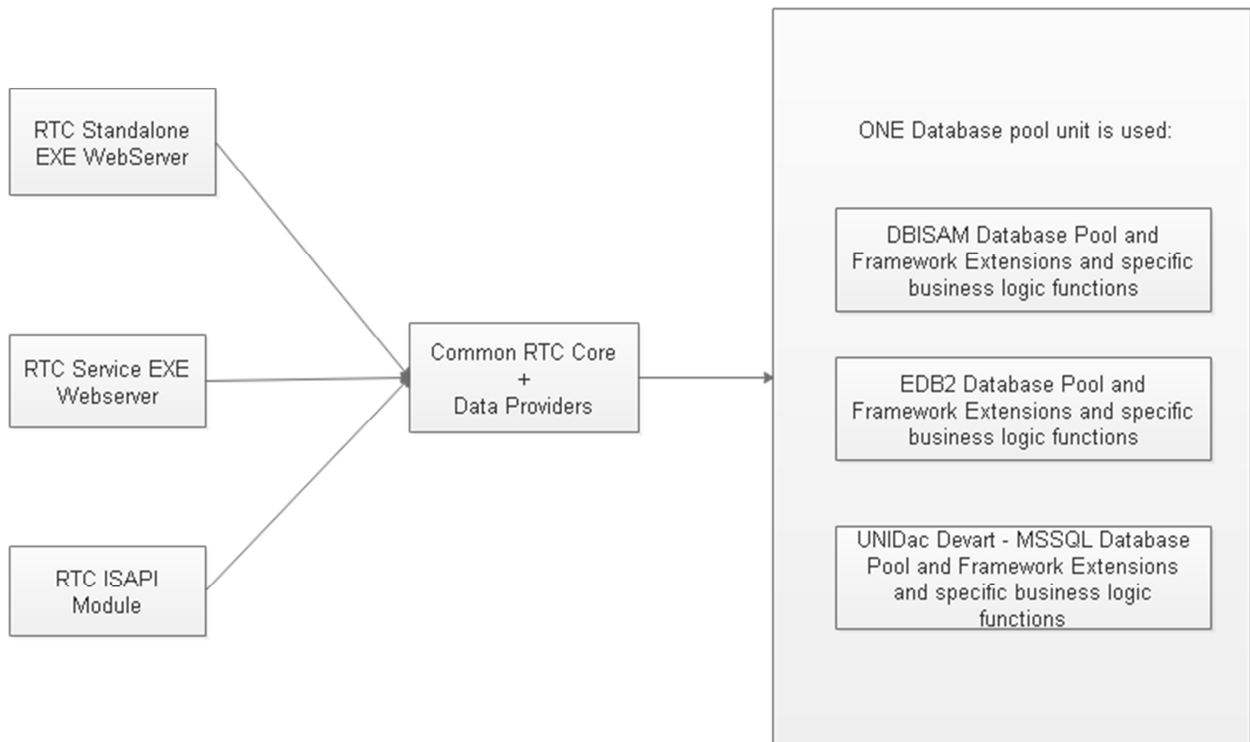 RTC Standalone
EXE WebServer
RTC Service EXE
Webserver
RTC ISAPI
Module
Common RTC Core
+
Data Providers
ONE Database pool unit is used:
DBISAM Database Pool and
Framework Extensions and specific
business logic functions
EDB2 Database Pool and
Framework Extensions and specific
business logic functions
UNIDac Devart - MSSQL Database
Pool and Framework Extensions
and specific business logic
functions